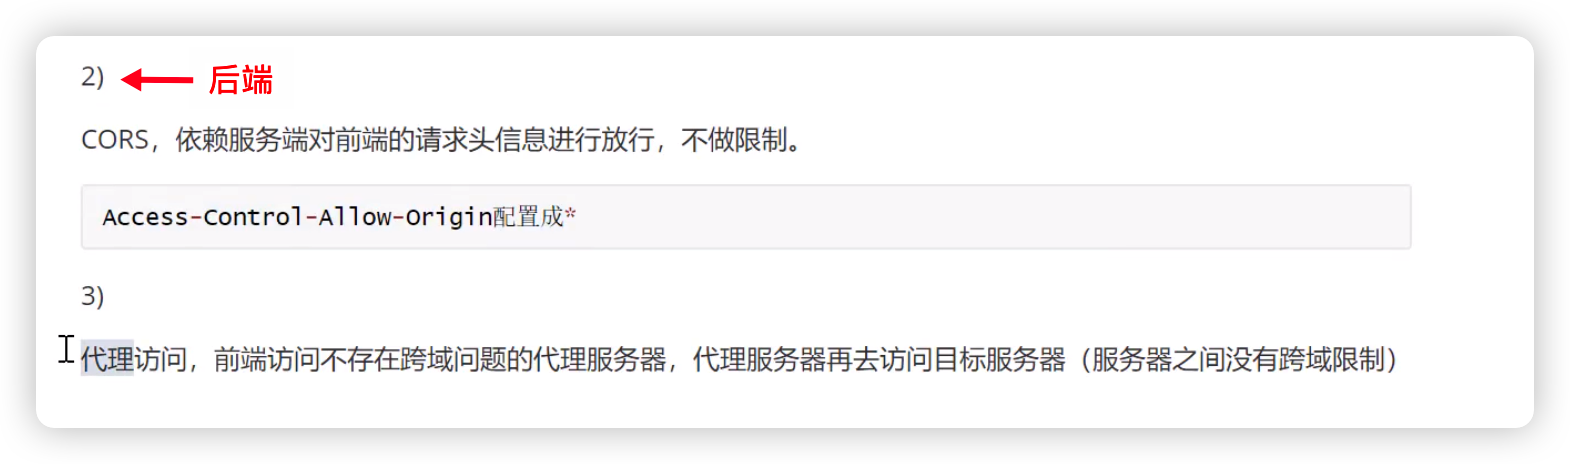 2) 后端
CORS，依赖服务端对前端的请求头信息进行放行，不做限制。
Access-Control-Allow-Origin配置成*
3)
代理访问，前端访问不存在跨域问题的代理服务器，代理服务器再去访问目标服务器（服务器之间没有跨域限制）